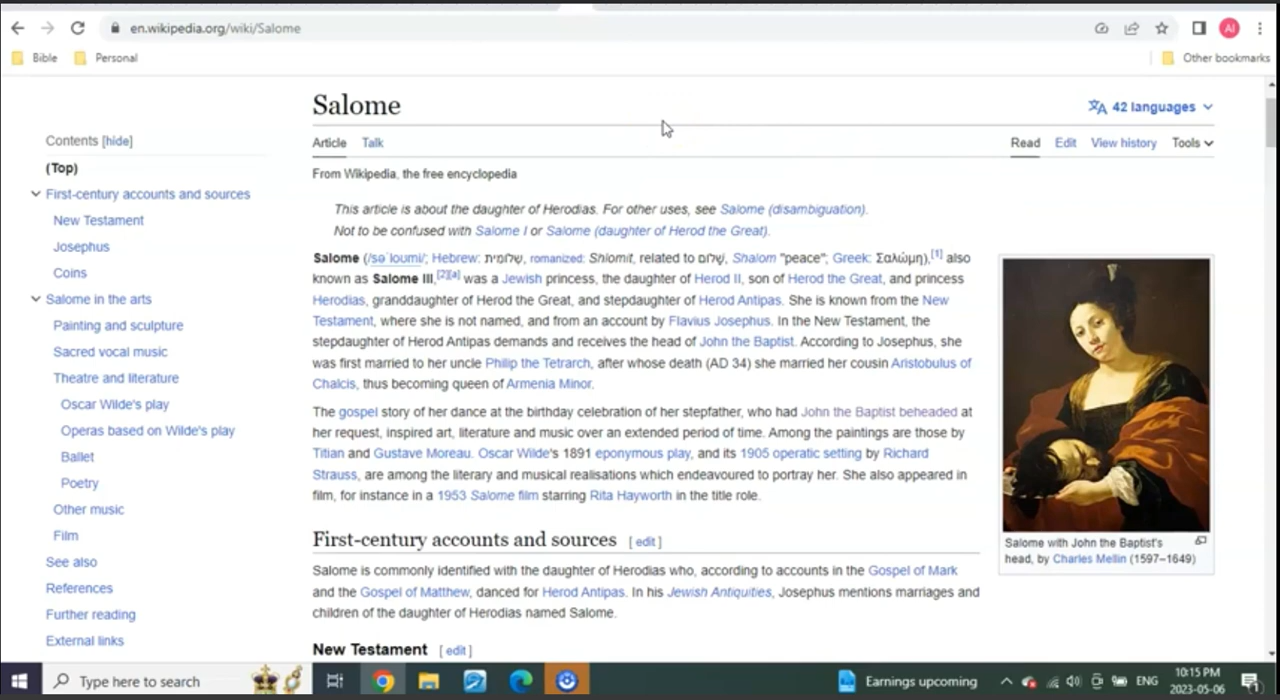 en.wikipedia.org/wiki/Salome
AI
Bible
Personal
Other bookmarks
Salome
42 languages
Contents [hide]
(Top)
First-century accounts and sources
New Testament
Josephus
Coins
Salome in the arts
Painting and sculpture
Sacred vocal music
Theatre and literature
Oscar Wilde's play
Operas based on Wilde's play
Ballet
Poetry
Other music
Film
See also
References
Further reading
External links
Article Talk
Read Edit View history Tools
From Wikipedia, the free encyclopedia
This article is about the daughter of Herodias. For other uses, see Salome (disambiguation).
Not to be confused with Salome I or Salome (daughter of Herod the Great).
Salome (/səˈloʊmi/; Hebrew: שלומית, romanized: Shlomit, related to שָׁלוֹם, Shalom "peace"; Greek: Σαλώμη),[1] also
known as Salome III,[2][a] was a Jewish princess, the daughter of Herod II, son of Herod the Great, and princess
Herodias, granddaughter of Herod the Great, and stepdaughter of Herod Antipas. She is known from the New
Testament, where she is not named, and from an account by Flavius Josephus. In the New Testament, the
stepdaughter of Herod Antipas demands and receives the head of John the Baptist. According to Josephus, she
was first married to her uncle Philip the Tetrarch, after whose death (AD 34) she married her cousin Aristobulus of
Chalcis, thus becoming queen of Armenia Minor.
The gospel story of her dance at the birthday celebration of her stepfather, who had John the Baptist beheaded at
her request, inspired art, literature and music over an extended period of time. Among the paintings are those by
Titian and Gustave Moreau. Oscar Wilde's 1891 eponymous play, and its 1905 operatic setting by Richard
Strauss, are among the literary and musical realisations which endeavoured to portray her. She also appeared in
film, for instance in a 1953 Salome film starring Rita Hayworth in the title role.
First-century accounts and sources [ edit ]
Salome is commonly identified with the daughter of Herodias who, according to accounts in the Gospel of Mark
and the Gospel of Matthew, danced for Herod Antipas. In his Jewish Antiquities, Josephus mentions marriages and
children of the daughter of Herodias named Salome.
New Testament [ edit ]
Salome with John the Baptist's
head, by Charles Mellin (1597–1649)
Type here to search
Earnings upcoming
ENG
10:15 PM
2023-05-06
1